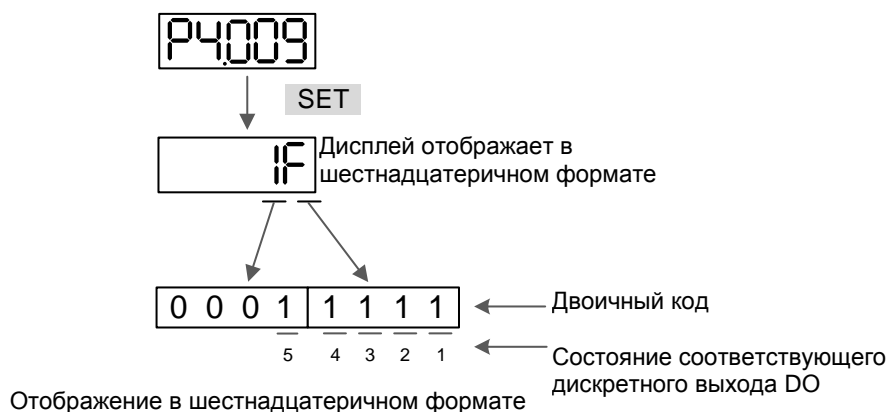 P4.009
SET
1F
Дисплей отображает в
шестнадцатеричном формате
0 0 0 1 1 1 1 1
Двоичный код
5 4 3 2 1
Состояние соответствующего
дискретного выхода DO
Отображение в шестнадцатеричном формате